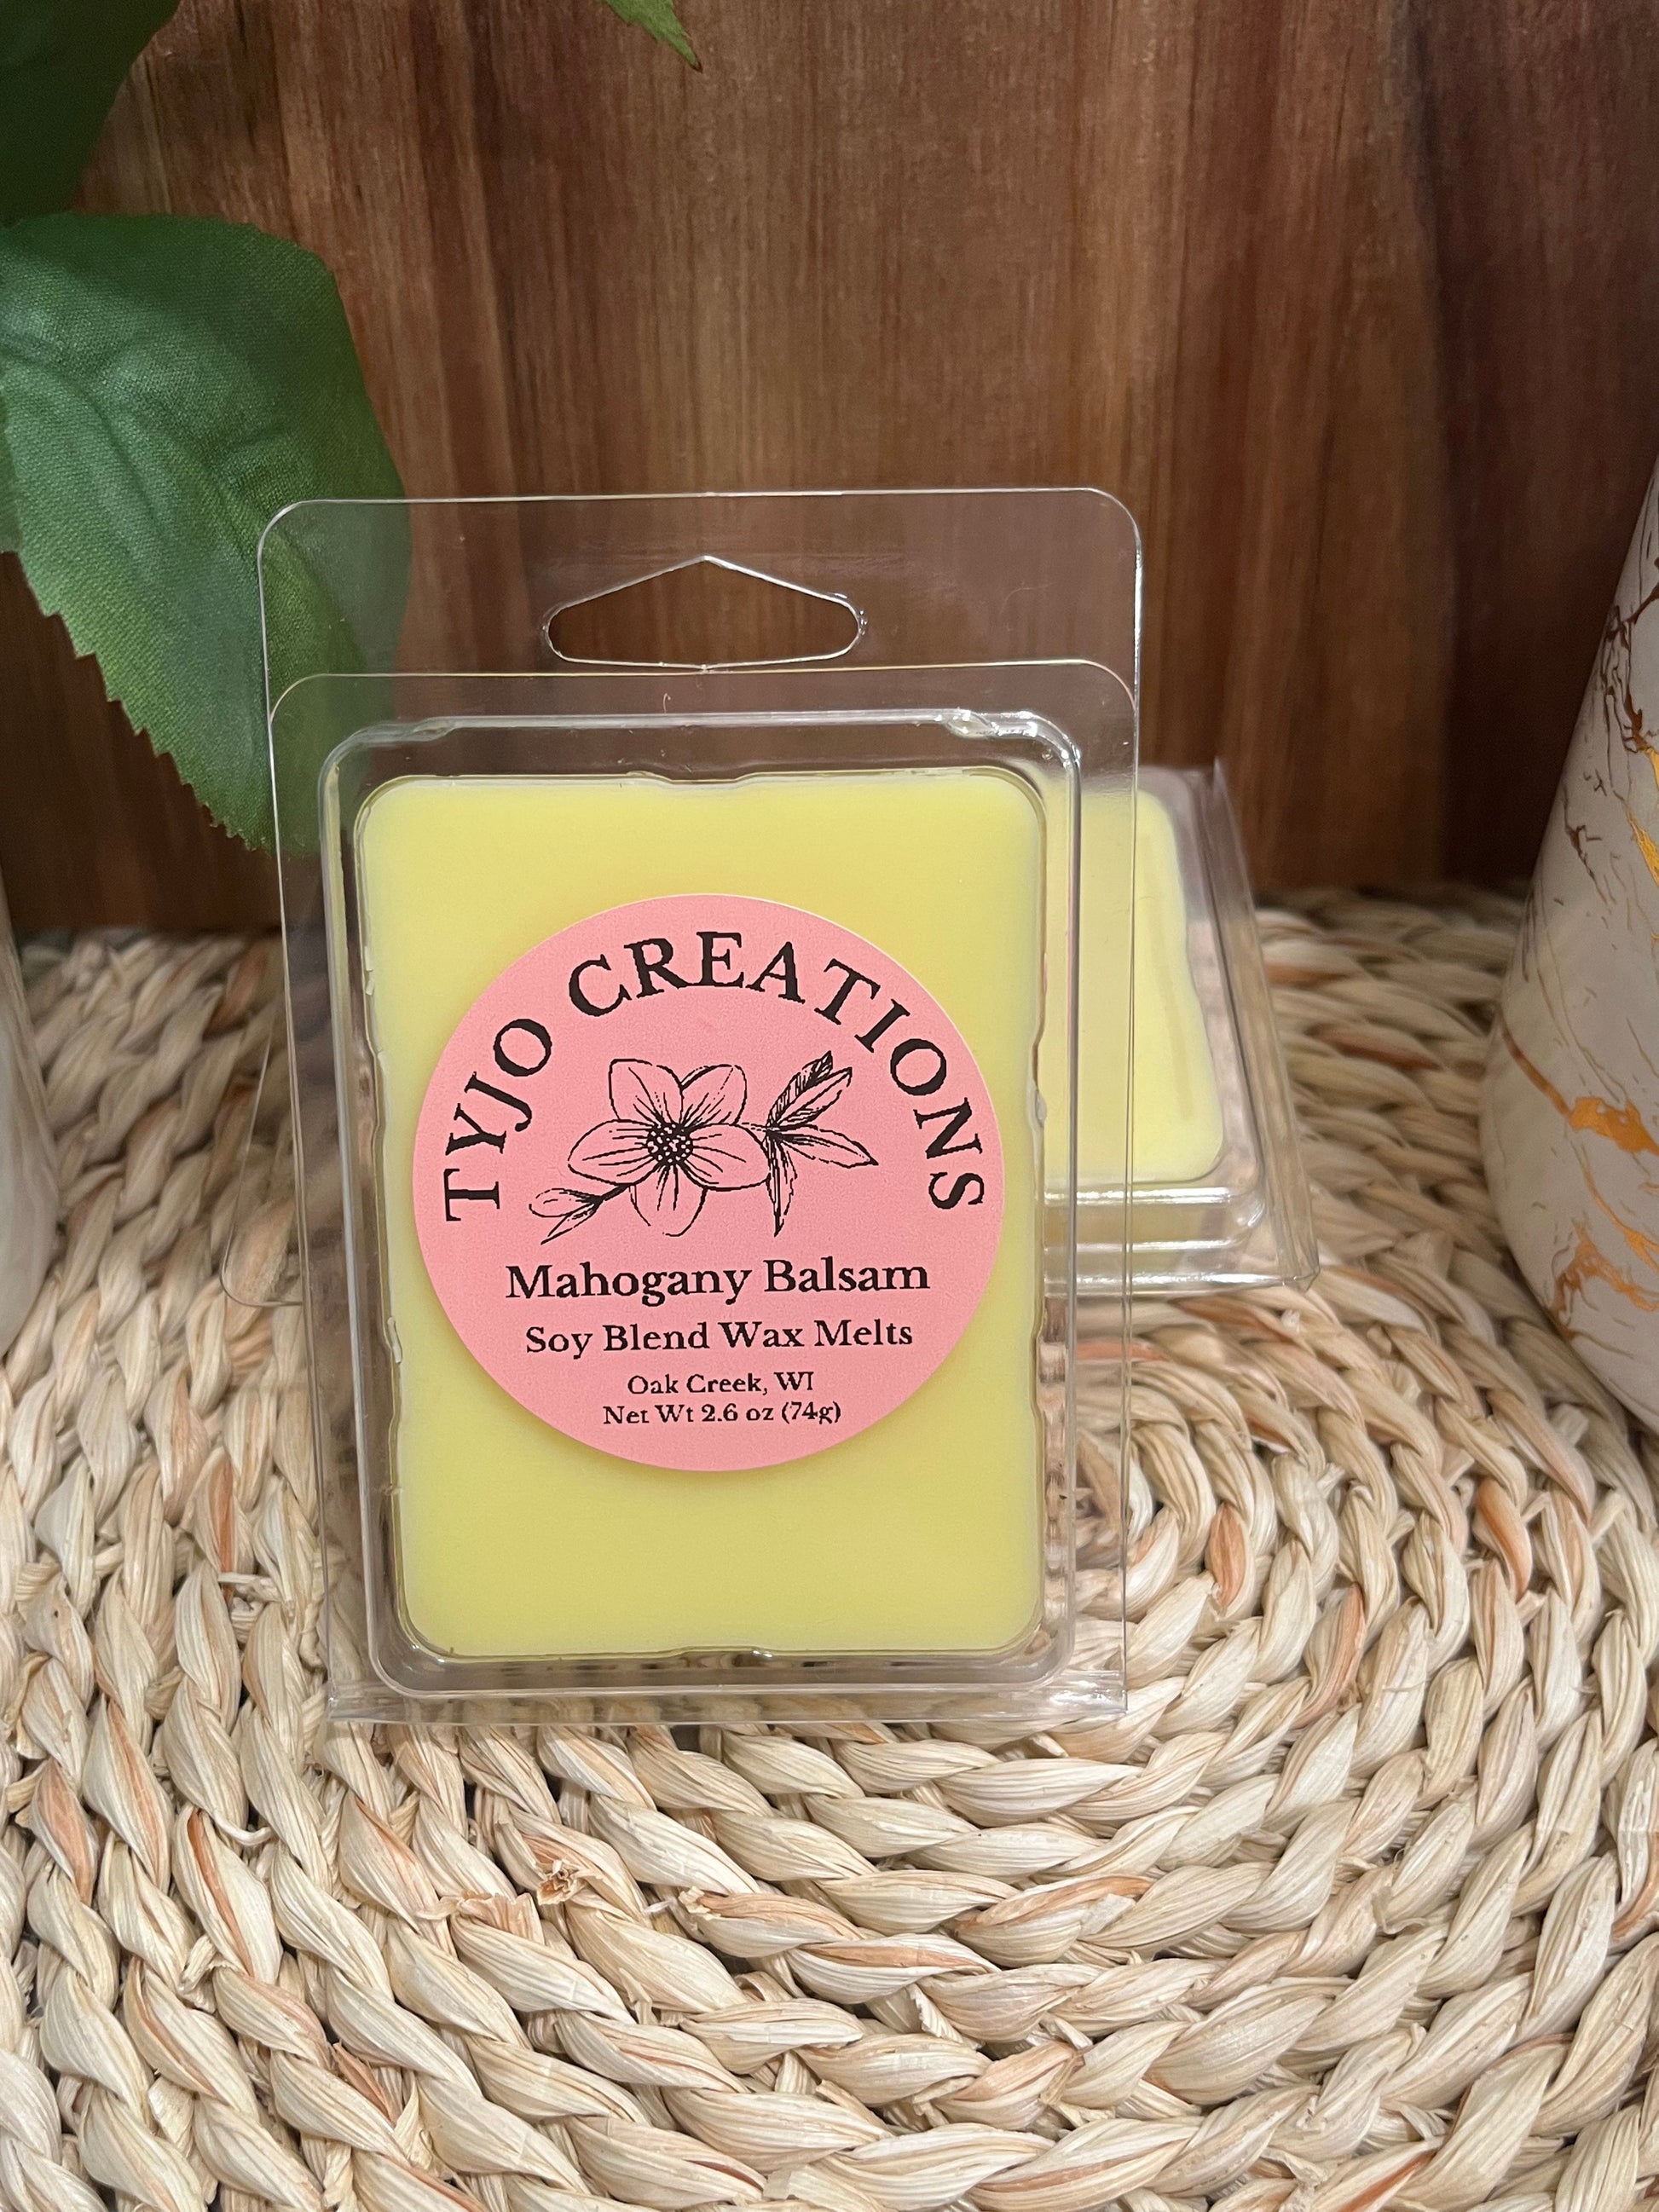 TYJO CREATIONS
Mahogany Balsam
Soy Blend Wax Melts
Oak Creek, WI
Net Wt 2.6 oz (74g)